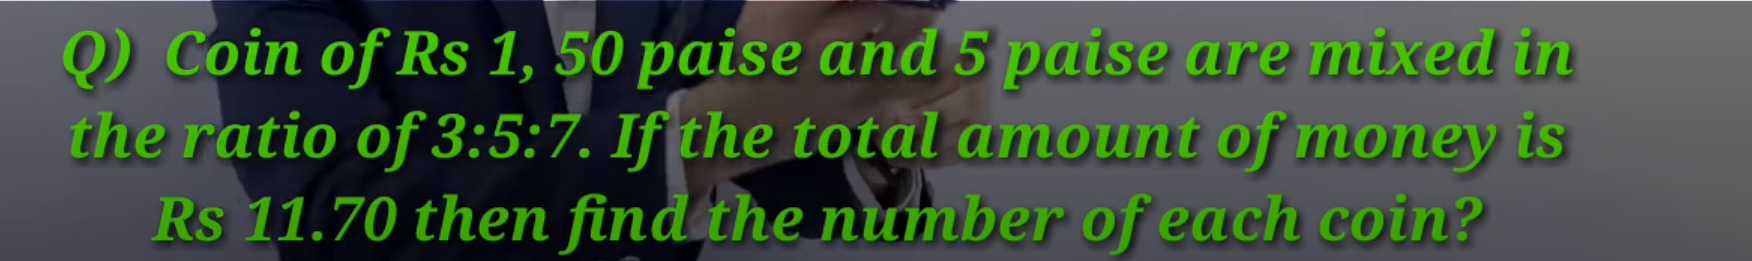 Q) Coin of Rs 1, 50 paise and 5 paise are mixed in
the ratio of 3:5:7. If the total amount of money is
Rs 11.70 then find the number of each coin?